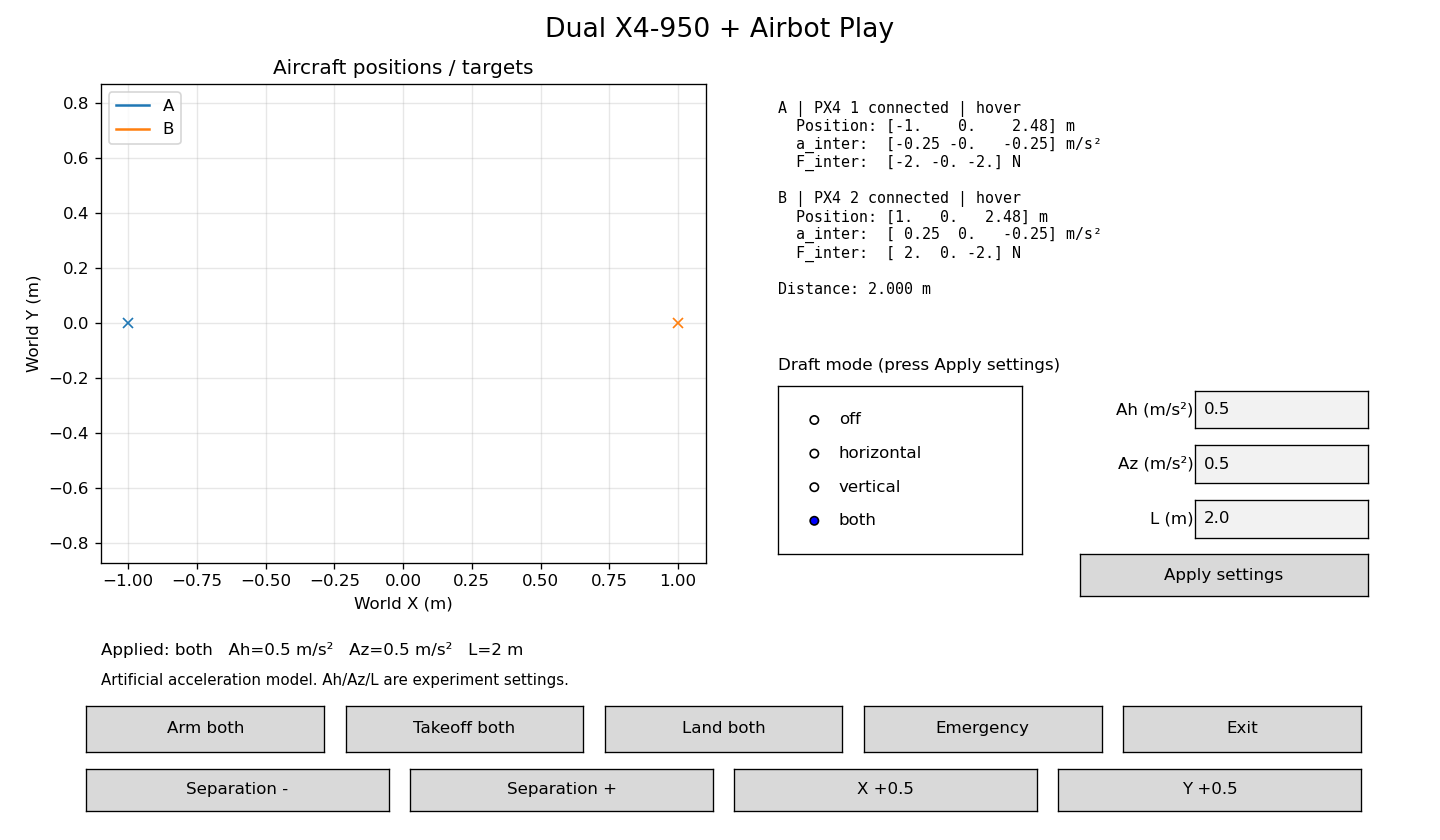 Dual X4-950 + Airbot Play
Aircraft positions / targets
A
B
0.8
0.6
0.4
0.2
0.0
−0.2
−0.4
−0.6
−0.8
World Y (m)
−1.00 −0.75 −0.50 −0.25 0.00 0.25 0.50 0.75 1.00
World X (m)
A | PX4 1 connected | hover
Position: [-1.    0.    2.48] m
a_inter:  [-0.25 -0.   -0.25] m/s²
F_inter:  [-2. -0. -2.] N
B | PX4 2 connected | hover
Position: [1.   0.   2.48] m
a_inter:  [ 0.25  0.   -0.25] m/s²
F_inter:  [ 2.  0. -2.] N
Distance: 2.000 m
Draft mode (press Apply settings)
off
horizontal
vertical
both
Ah (m/s²) 0.5
Az (m/s²) 0.5
L (m) 2.0
Apply settings
Applied: both   Ah=0.5 m/s²   Az=0.5 m/s²   L=2 m
Artificial acceleration model. Ah/Az/L are experiment settings.
Arm both
Takeoff both
Land both
Emergency
Exit
Separation -
Separation +
X +0.5
Y +0.5